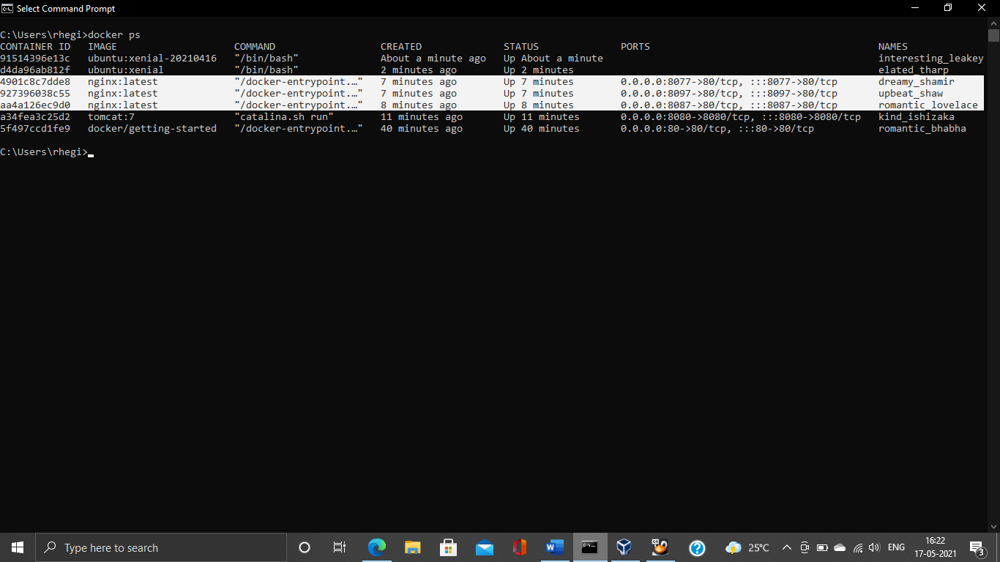 Select Command Prompt
C:\Users\rhegi>docker ps
CONTAINER ID   IMAGE                    COMMAND                  CREATED              STATUS              PORTS                                       NAMES
91514396e13c   ubuntu:xenial-20210416   "/bin/bash"              About a minute ago   Up About a minute                                               interesting_leakey
d4da96ab812f   ubuntu:xenial            "/bin/bash"              2 minutes ago        Up 2 minutes                                                    elated_tharp
4901c8c7dde8   nginx:latest             "/docker-entrypoint.…"   7 minutes ago        Up 7 minutes        0.0.0.0:8077->80/tcp, :::8077->80/tcp       dreamy_shamir
927396038c55   nginx:latest             "/docker-entrypoint.…"   7 minutes ago        Up 7 minutes        0.0.0.0:8097->80/tcp, :::8097->80/tcp       upbeat_shaw
aa4a126ec9d0   nginx:latest             "/docker-entrypoint.…"   8 minutes ago        Up 8 minutes        0.0.0.0:8087->80/tcp, :::8087->80/tcp       romantic_lovelace
a34fea3c25d2   tomcat:7                 "catalina.sh run"        11 minutes ago       Up 11 minutes       0.0.0.0:8080->8080/tcp, :::8080->8080/tcp   kind_ishizaka
5f497ccd1fe9   docker/getting-started   "/docker-entrypoint.…"   40 minutes ago       Up 40 minutes       0.0.0.0:80->80/tcp, :::80->80/tcp           romantic_bhabha
C:\Users\rhegi>
Type here to search
25°C
ENG
16:22
17-05-2021
3